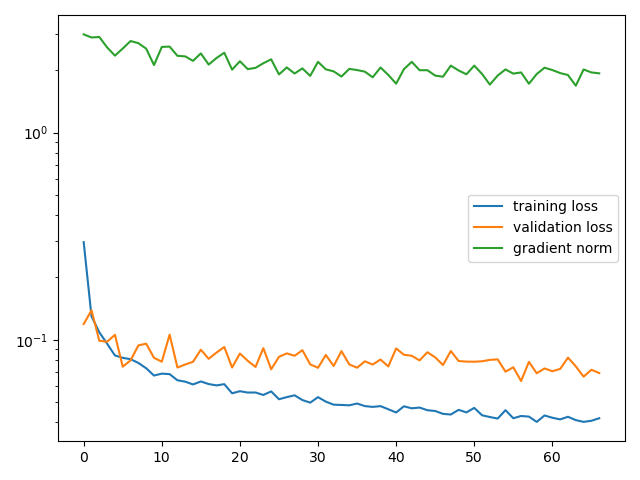 10⁰
10⁻¹
training loss
validation loss
gradient norm
0 10 20 30 40 50 60